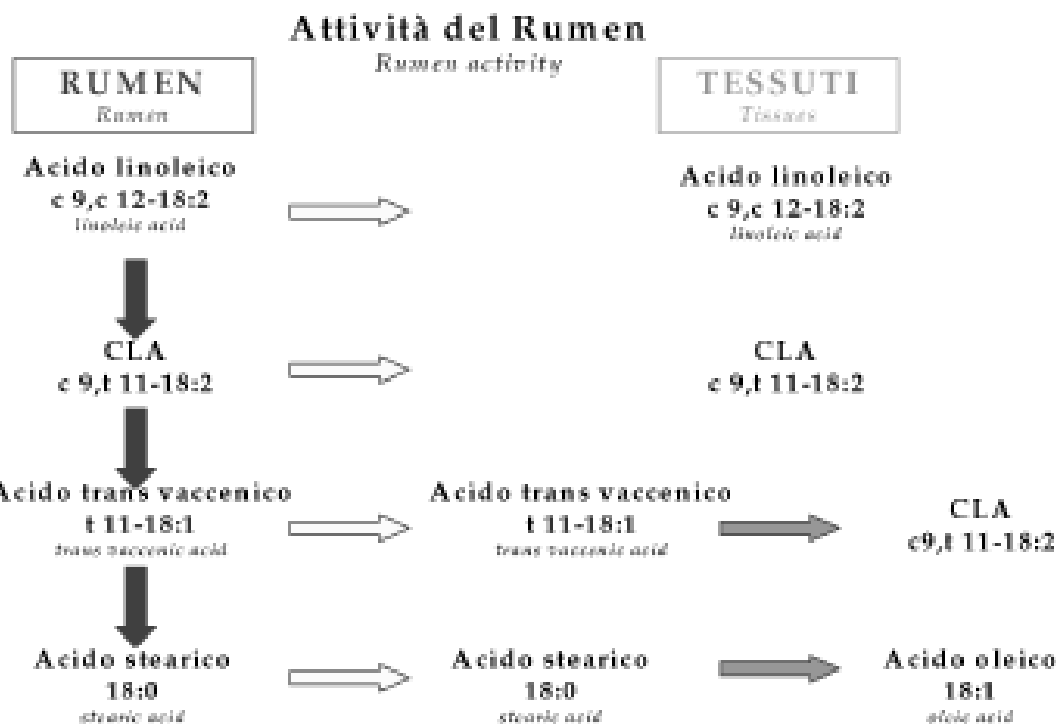 Attività del Rumen
Rumen activity
RUMEN
Rumen
TESSUTI
Tissues
Acido linoleico
c 9,c 12-18:2
linoleic acid
Acido linoleico
c 9,c 12-18:2
linoleic acid
CLA
c 9,t 11-18:2
CLA
c 9,t 11-18:2
Acido trans vaccenico
t 11-18:1
trans vaccenic acid
Acido trans vaccenico
t 11-18:1
trans vaccenic acid
CLA
c9,t 11-18:2
Acido stearico
18:0
stearic acid
Acido stearico
18:0
stearic acid
Acido oleico
18:1
oleic acid